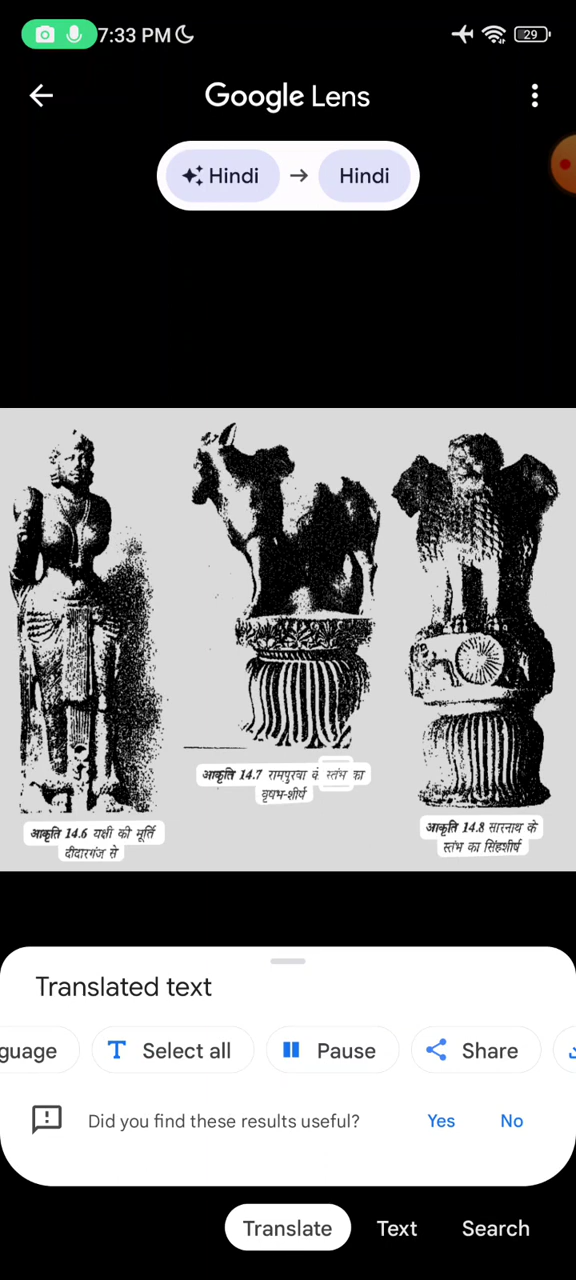 7:33 PM
29
Google Lens
Hindi → Hindi
आकृति 14.7 रामपुरवा के स्तंभ का
वृषभ-शीर्ष
आकृति 14.6 यक्षी की मूर्ति
दीदारगंज से
आकृति 14.8 सारनाथ के
स्तंभ का सिंहशीर्ष
Translated text
guage Select all Pause Share
Did you find these results useful? Yes No
Translate Text Search